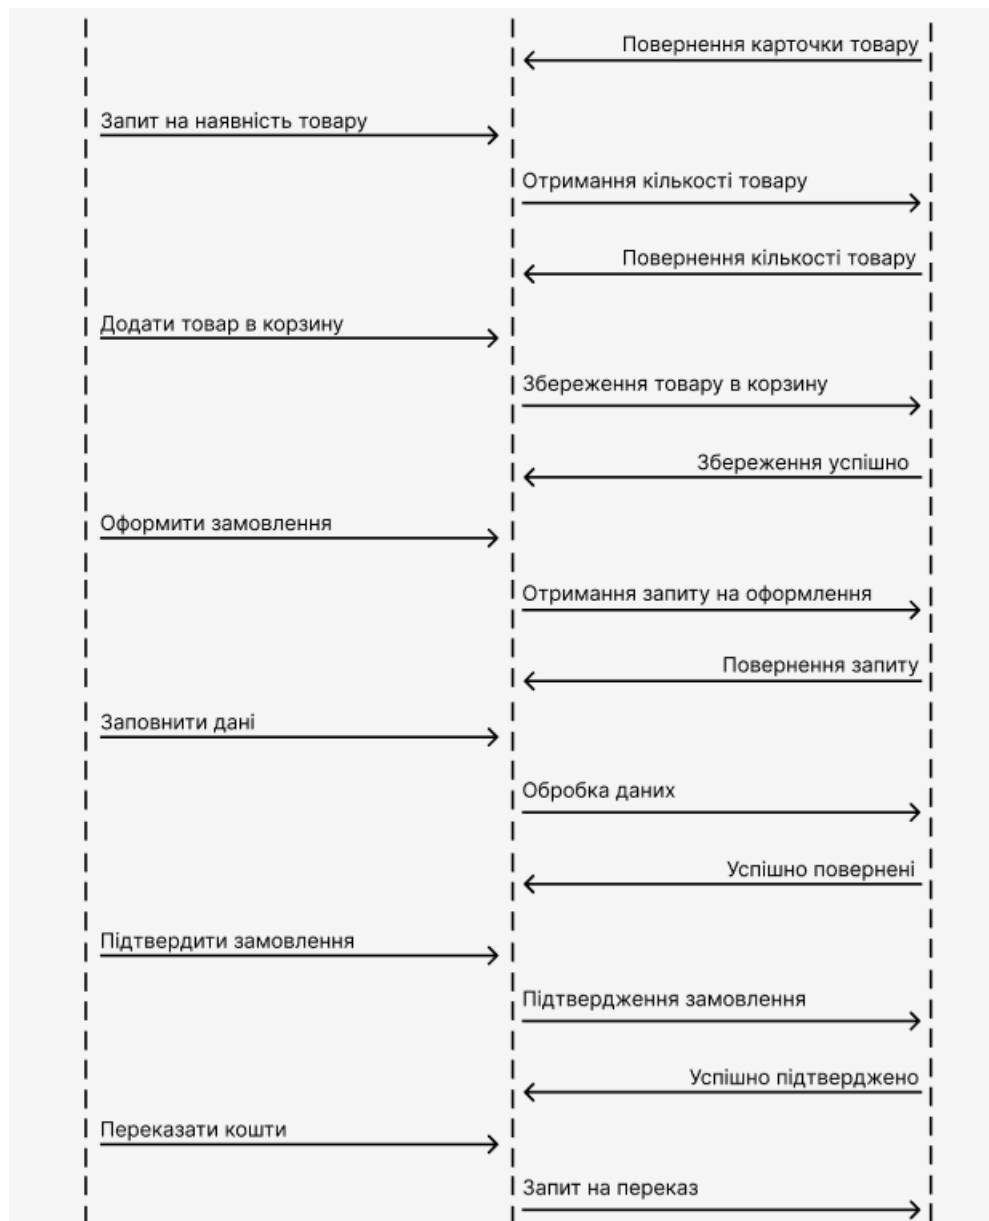 Повернення карточки товару
Запит на наявність товару
Отримання кількості товару
Повернення кількості товару
Додати товар в корзину
Збереження товару в корзину
Збереження успішно
Оформити замовлення
Отримання запиту на оформлення
Повернення запиту
Заповнити дані
Обробка даних
Успішно повернені
Підтвердити замовлення
Підтвердження замовлення
Успішно підтверджено
Переказати кошти
Запит на переказ